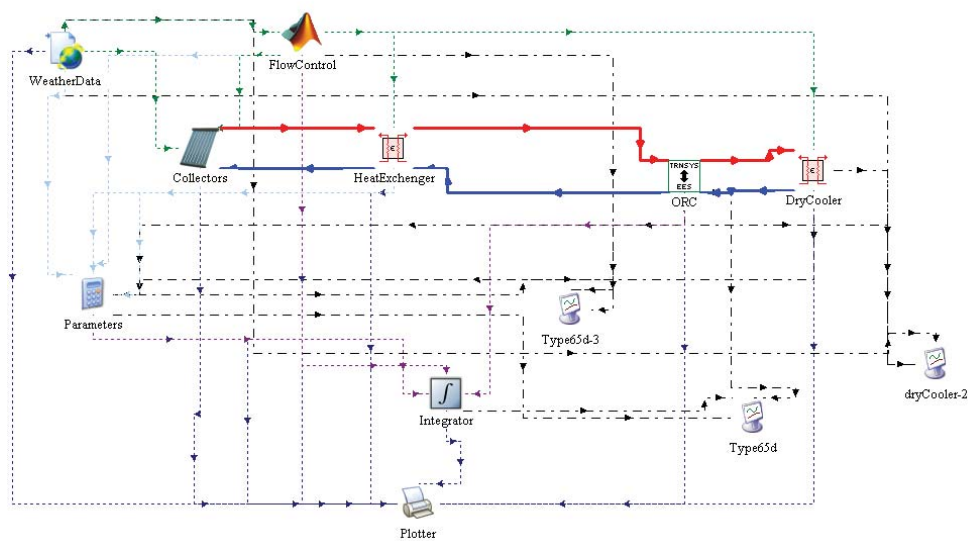 FlowControl
WeatherData
Collectors
HeatExchenger
ε
TRNSYS
EES
ORC
ε
DryCooler
Parameters
Type65d-3
dryCooler-2
∫
Integrator
Type65d
Plotter